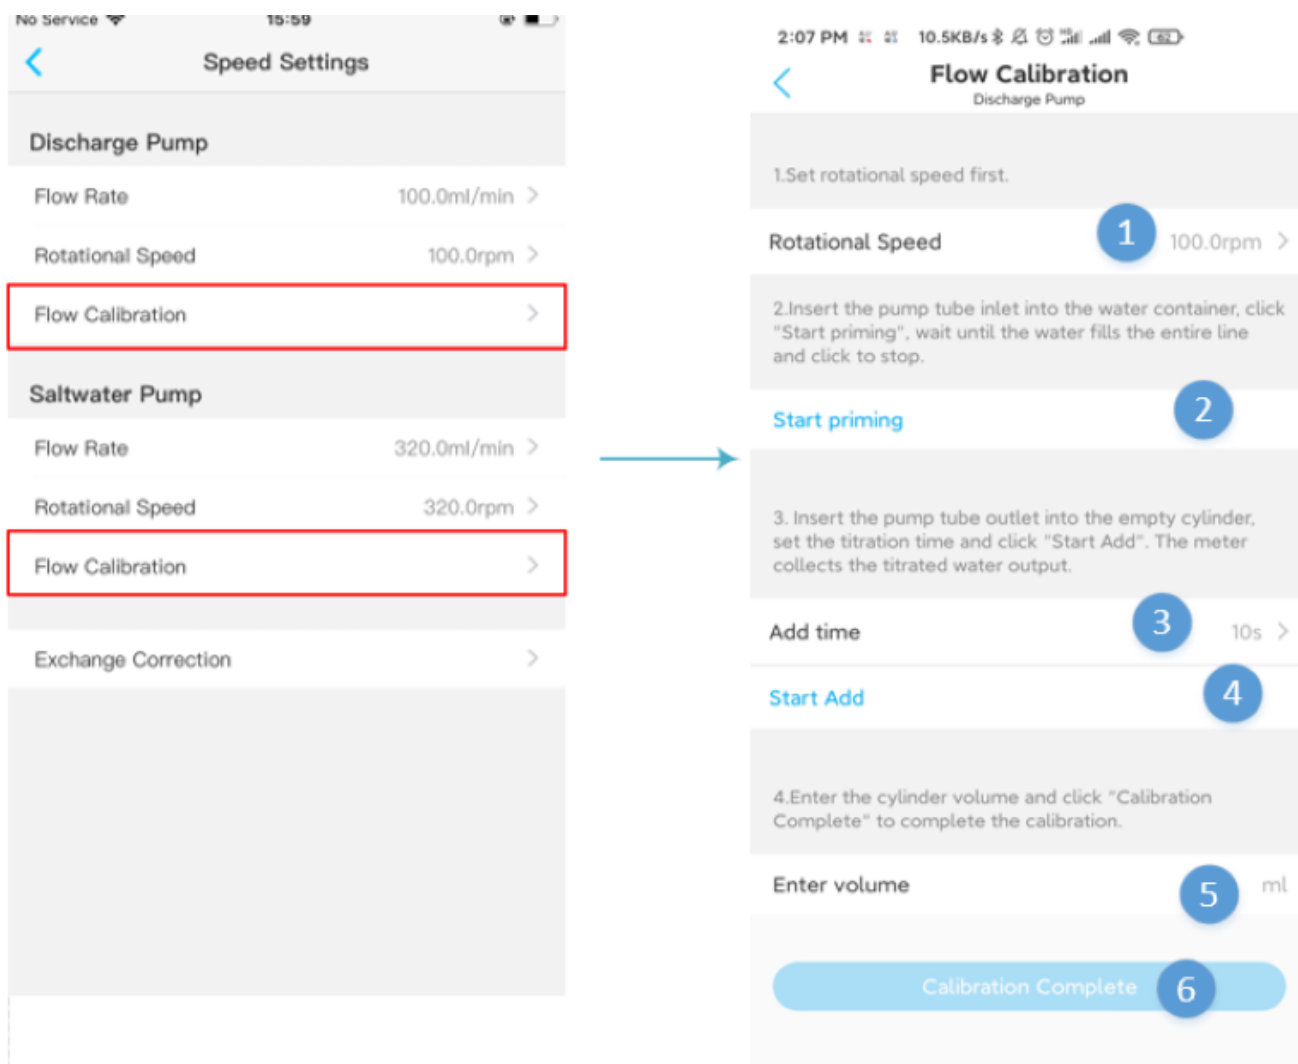 No Service 15:59
Speed Settings
Discharge Pump
Flow Rate 100.0ml/min
Rotational Speed 100.0rpm
Flow Calibration
Saltwater Pump
Flow Rate 320.0ml/min
Rotational Speed 320.0rpm
Flow Calibration
Exchange Correction
2:07 PM 10.5KB/s 62
Flow Calibration
Discharge Pump
1.Set rotational speed first.
Rotational Speed 1 100.0rpm
2.Insert the pump tube inlet into the water container, click
"Start priming", wait until the water fills the entire line
and click to stop.
Start priming 2
3. Insert the pump tube outlet into the empty cylinder,
set the titration time and click "Start Add". The meter
collects the titrated water output.
Add time 3 10s
Start Add 4
4.Enter the cylinder volume and click "Calibration
Complete" to complete the calibration.
Enter volume 5 ml
Calibration Complete 6